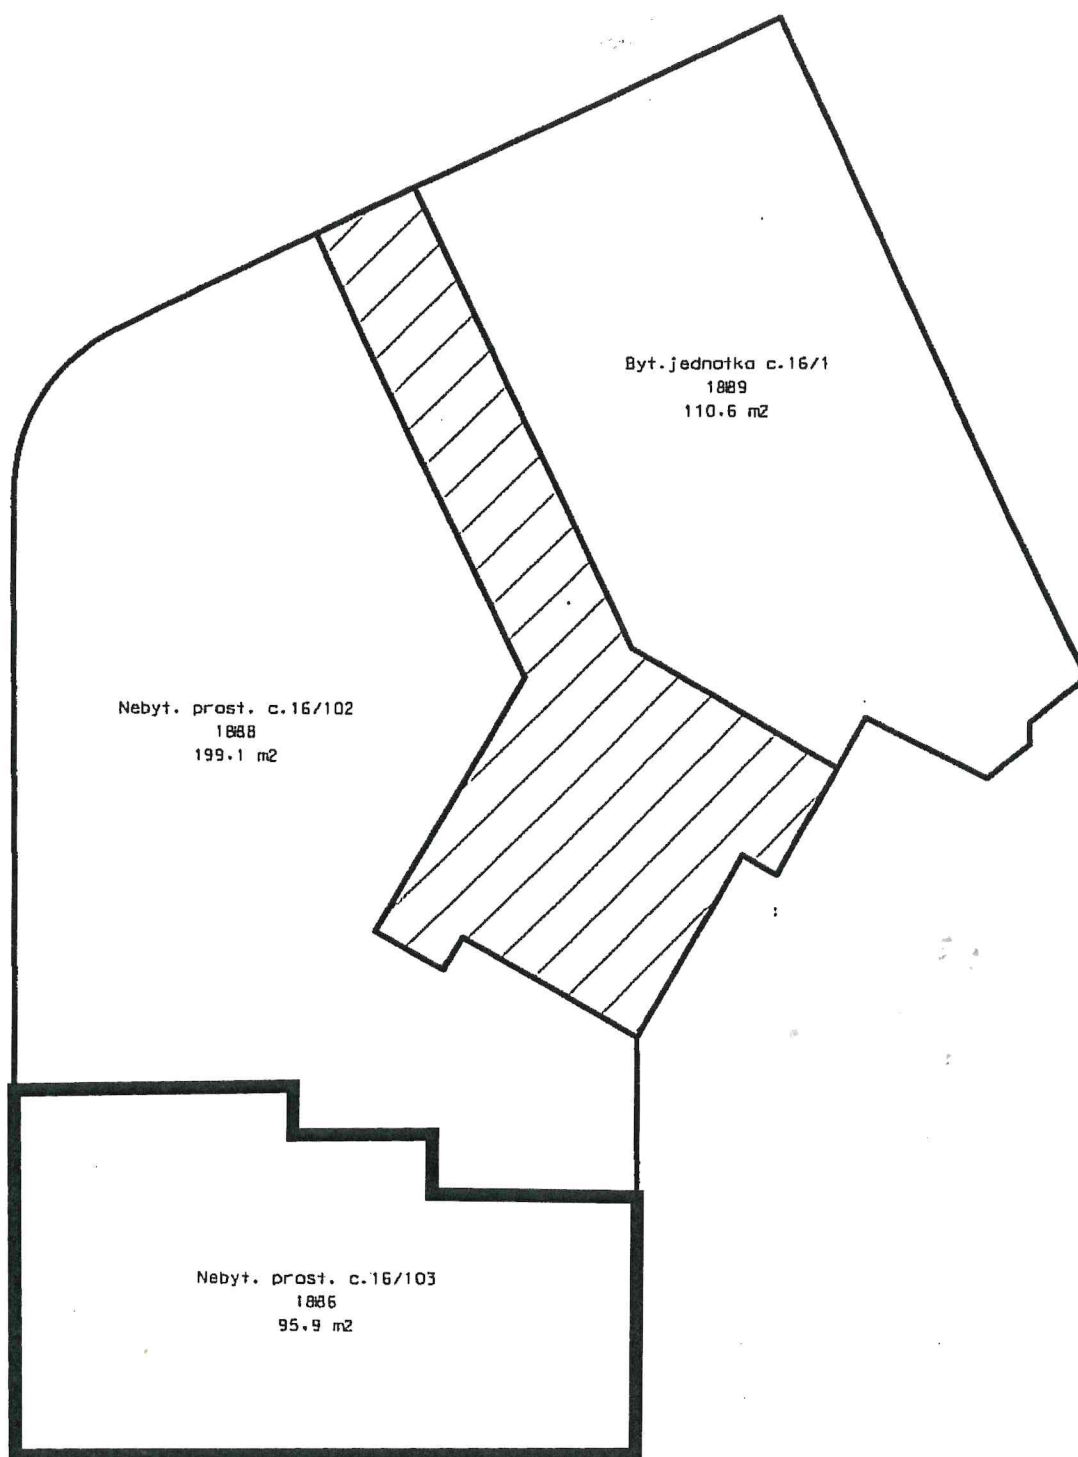 Byt.jednotka c.16/1
1889
110.6 m2
Nebyt. prost. c.16/102
1888
199.1 m2
Nebyt. prost. c.16/103
1886
95.9 m2